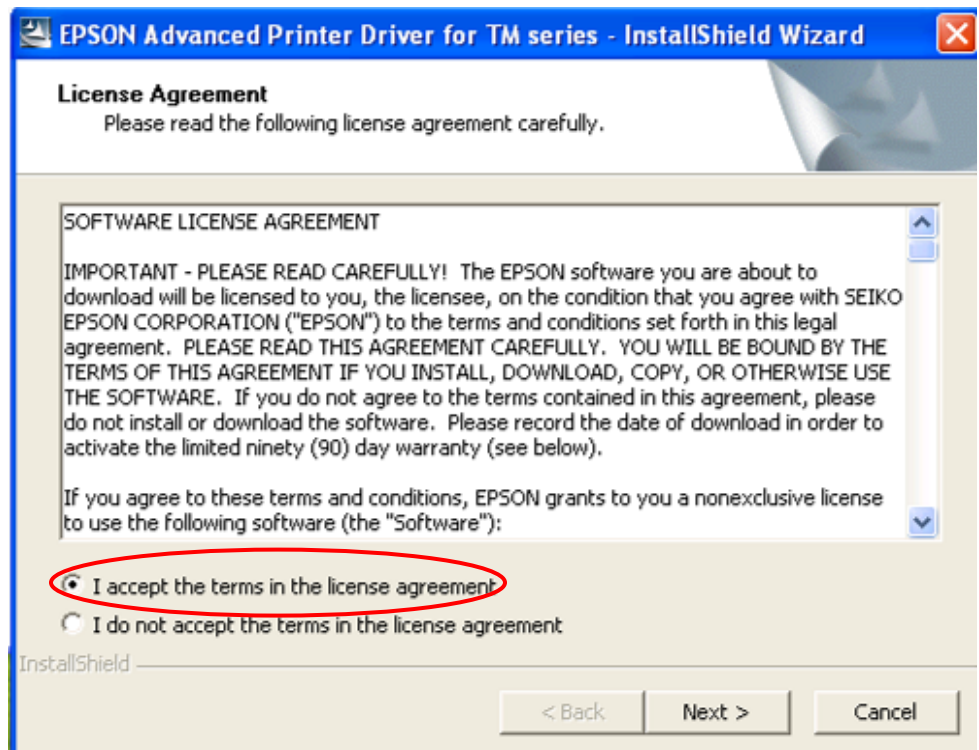 EPSON Advanced Printer Driver for TM series - InstallShield Wizard
License Agreement
Please read the following license agreement carefully.
SOFTWARE LICENSE AGREEMENT
IMPORTANT - PLEASE READ CAREFULLY!  The EPSON software you are about to
download will be licensed to you, the licensee, on the condition that you agree with SEIKO
EPSON CORPORATION ("EPSON") to the terms and conditions set forth in this legal
agreement.  PLEASE READ THIS AGREEMENT CAREFULLY.  YOU WILL BE BOUND BY THE
TERMS OF THIS AGREEMENT IF YOU INSTALL, DOWNLOAD, COPY, OR OTHERWISE USE
THE SOFTWARE.  If you do not agree to the terms contained in this agreement, please
do not install or download the software.  Please record the date of download in order to
activate the limited ninety (90) day warranty (see below).
If you agree to these terms and conditions, EPSON grants to you a nonexclusive license
to use the following software (the "Software"):
I accept the terms in the license agreement
I do not accept the terms in the license agreement
InstallShield
< Back
Next >
Cancel